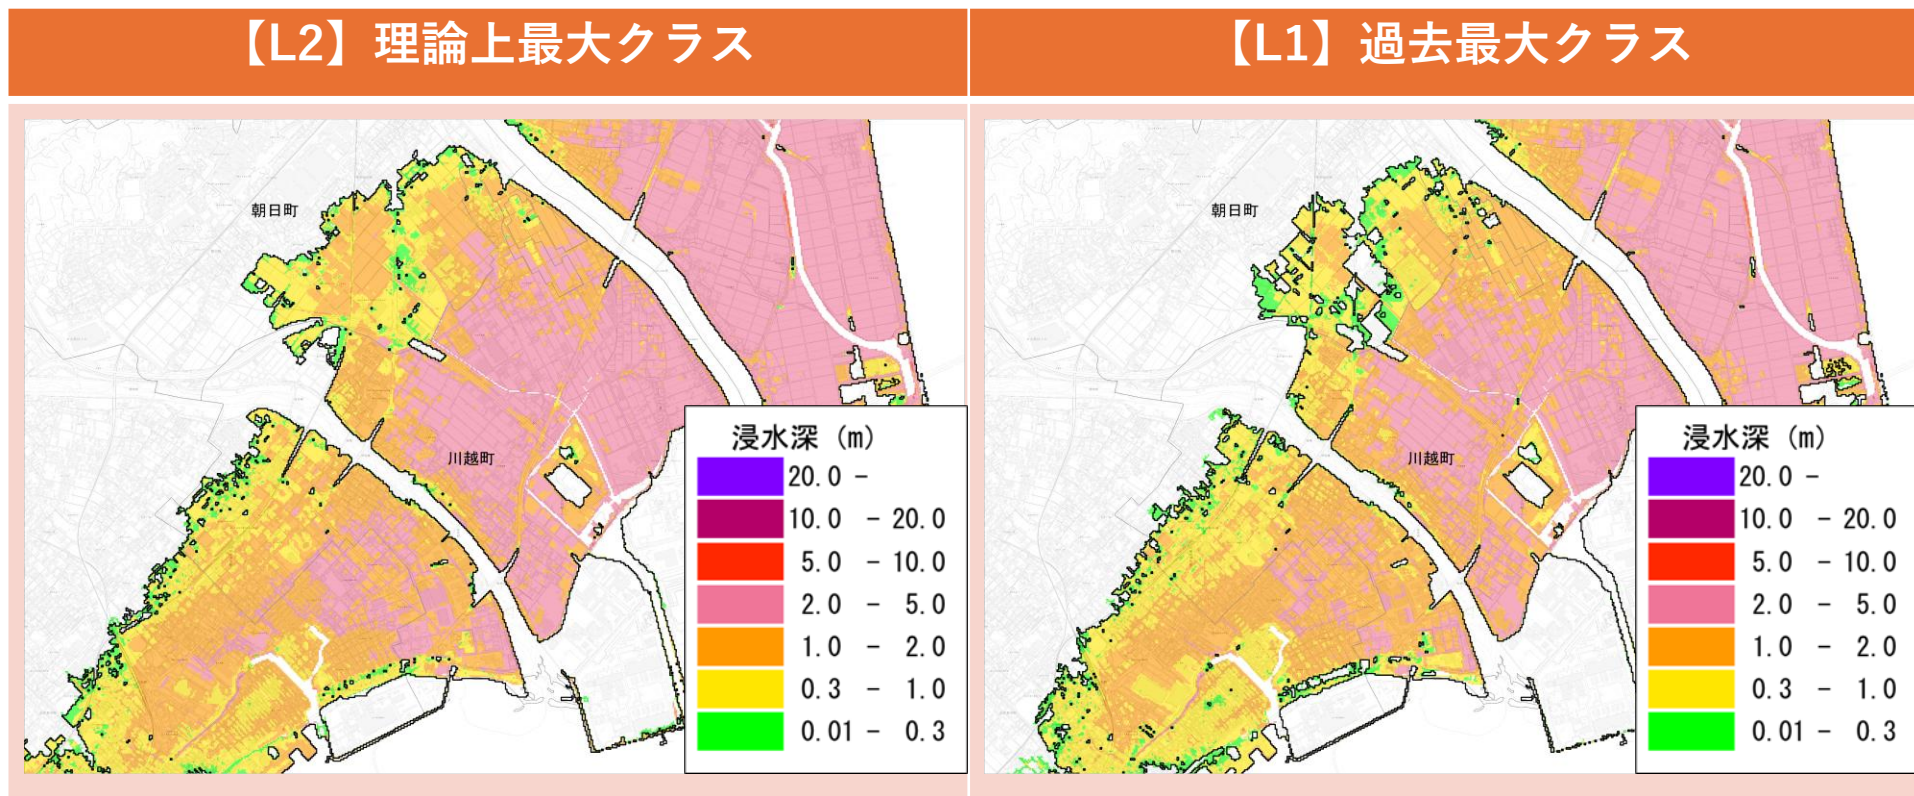 【L2】理論上最大クラス
【L1】過去最大クラス
朝日町
川越町
浸水深 (m)
20.0 -
10.0 - 20.0
5.0 - 10.0
2.0 - 5.0
1.0 - 2.0
0.3 - 1.0
0.01 - 0.3
朝日町
川越町
浸水深 (m)
20.0 -
10.0 - 20.0
5.0 - 10.0
2.0 - 5.0
1.0 - 2.0
0.3 - 1.0
0.01 - 0.3